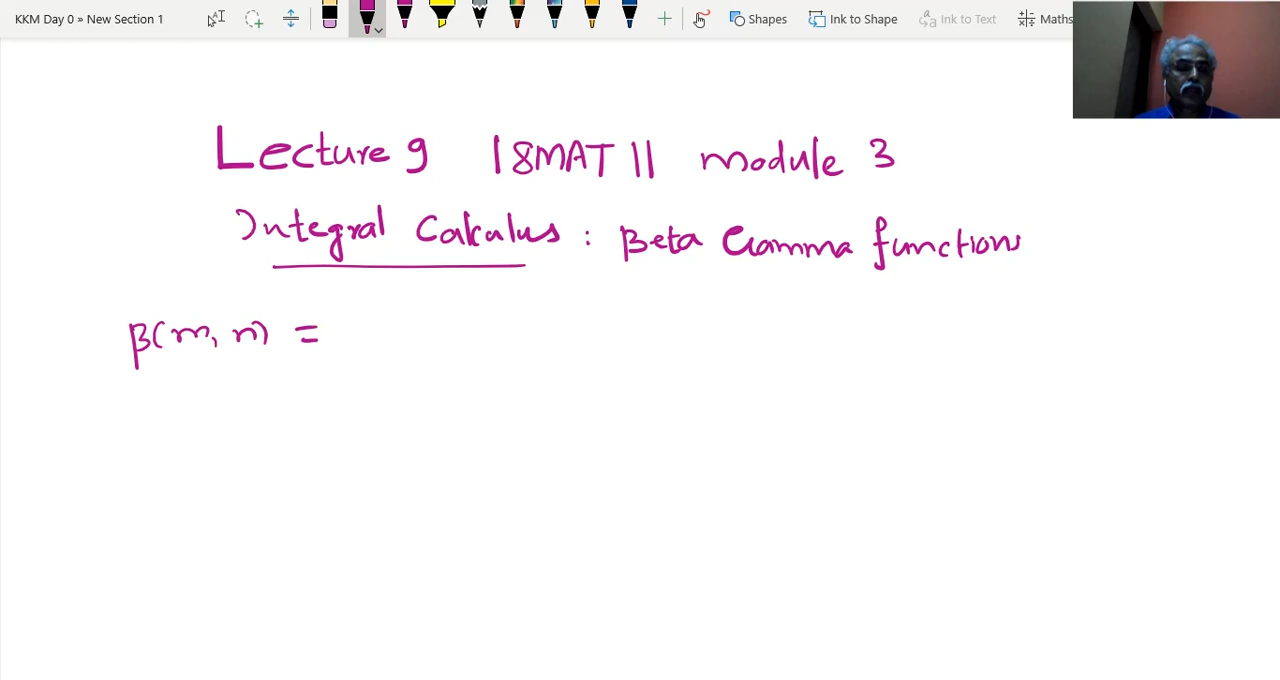 KKM Day 0 » New Section 1
Shapes
Ink to Shape
Ink to Text
Maths
Lecture 9 18MAT11 module 3
Integral Calculus : Beta Gamma functions
β(m, n) =